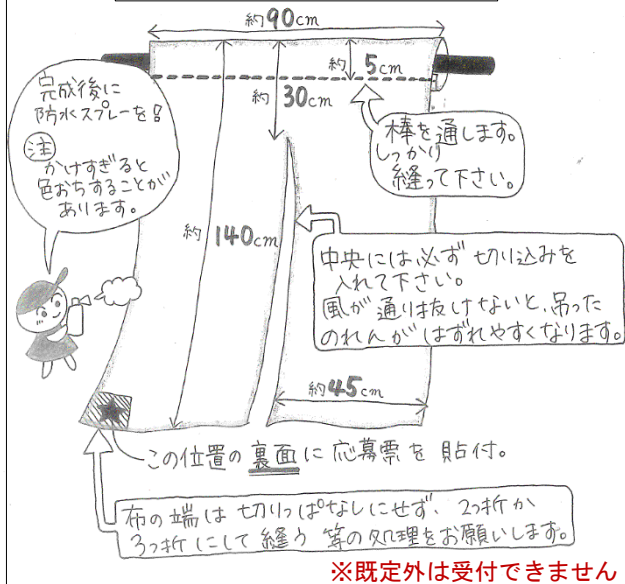 約90cm
約5cm
約30cm
完成後に
防水スプレーを!
注
かけすぎると
色おちすることが
あります。
棒を通します。
しっかり
縫って下さい。
約140cm
中央には必ず切り込みを
入れて下さい。
風が通り抜けないと、吊った
のれんがはずれやすくなります。
約45cm
この位置の裏面に応募票を貼付。
布の端は切りっぱなしにせず、2つ折か
3つ折にして縫う等の処理をお願いします。
※既定外は受付できません